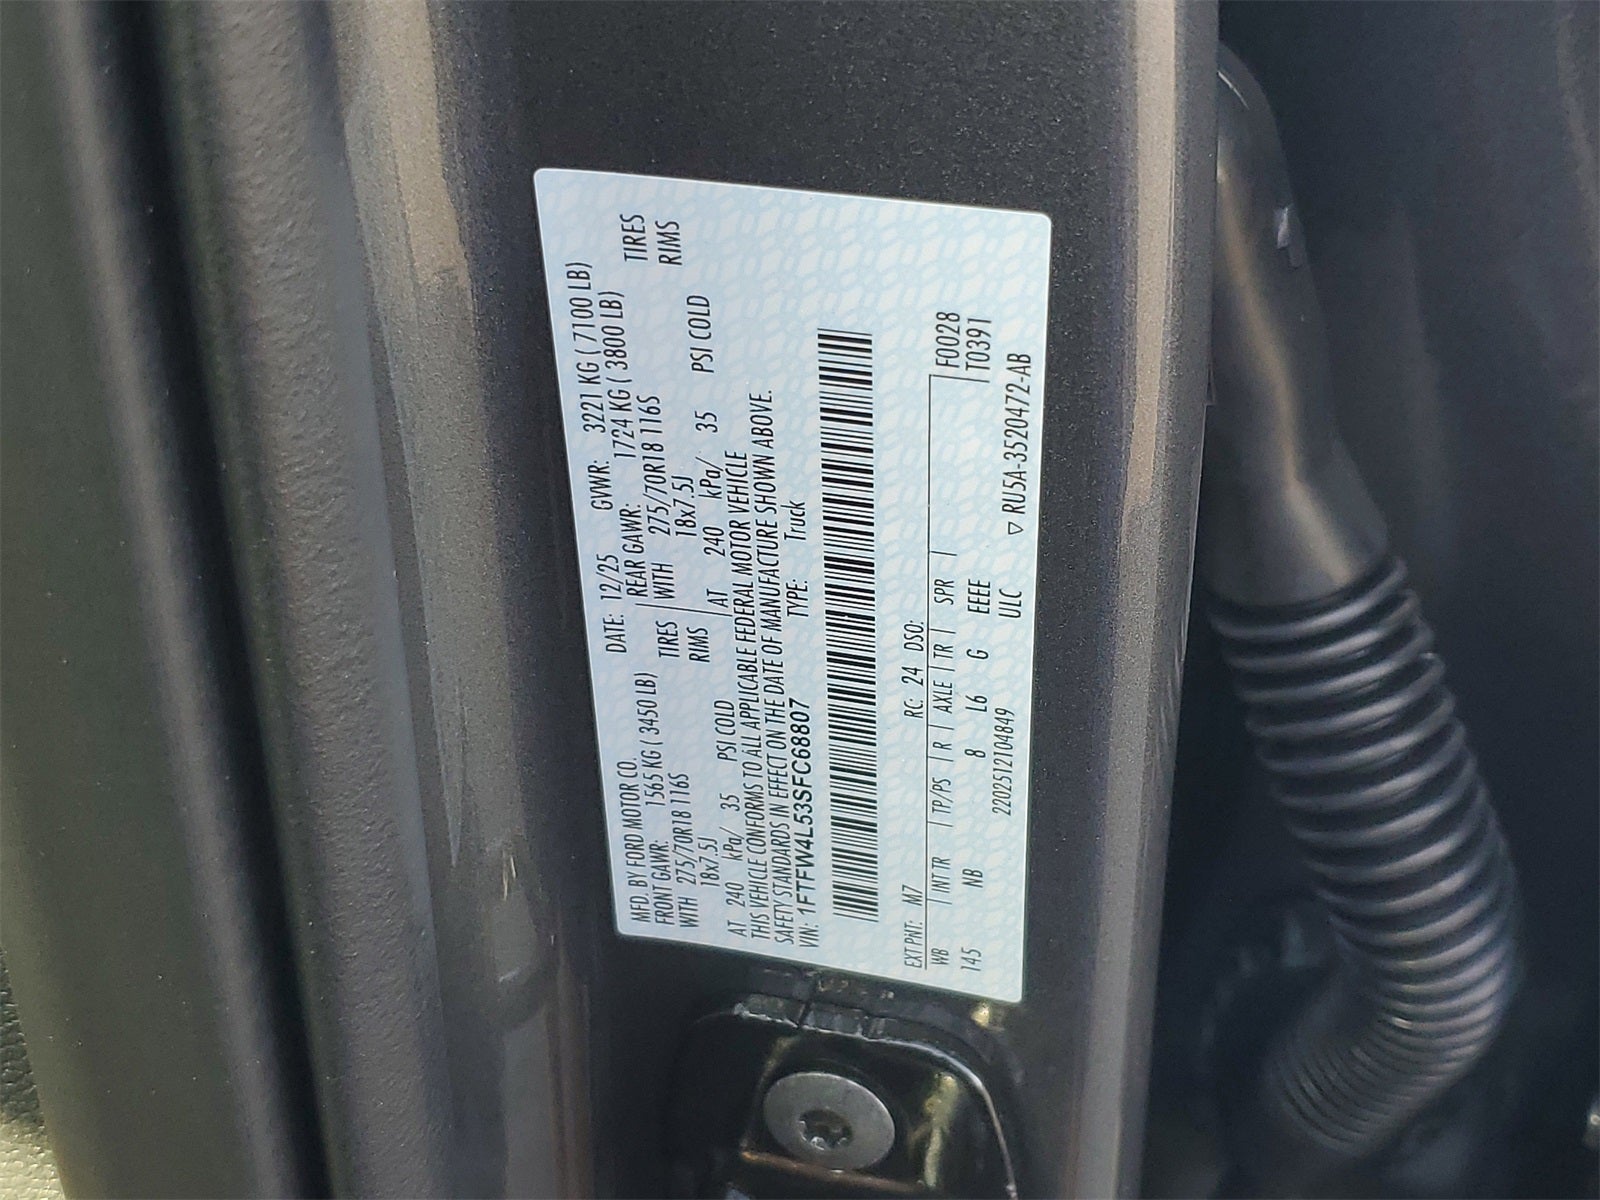 MFD. BY FORD MOTOR CO. DATE: 12/25 GVWR: 3221 KG ( 7100 LB)
FRONT GAWR: 1565 KG ( 3450 LB) REAR GAWR: 1724 KG ( 3800 LB)
WITH 275/70R18 116S TIRES WITH 275/70R18 116S TIRES
18x7.5J RIMS 18x7.5J RIMS
AT 240 kPa/ 35 PSI COLD AT 240 kPa/ 35 PSI COLD
THIS VEHICLE CONFORMS TO ALL APPLICABLE FEDERAL MOTOR VEHICLE
SAFETY STANDARDS IN EFFECT ON THE DATE OF MANUFACTURE SHOWN ABOVE.
VIN: 1FTFW4L53SFC68807 TYPE: Truck
EXT PNT: M7 RC: 24 DSO:
WB INT TR TP/PS R AXLE TR SPR F0028
145 NB 8 L6 G EEEE T0391
2202512104849 ULC
▽ RU5A-3520472-AB